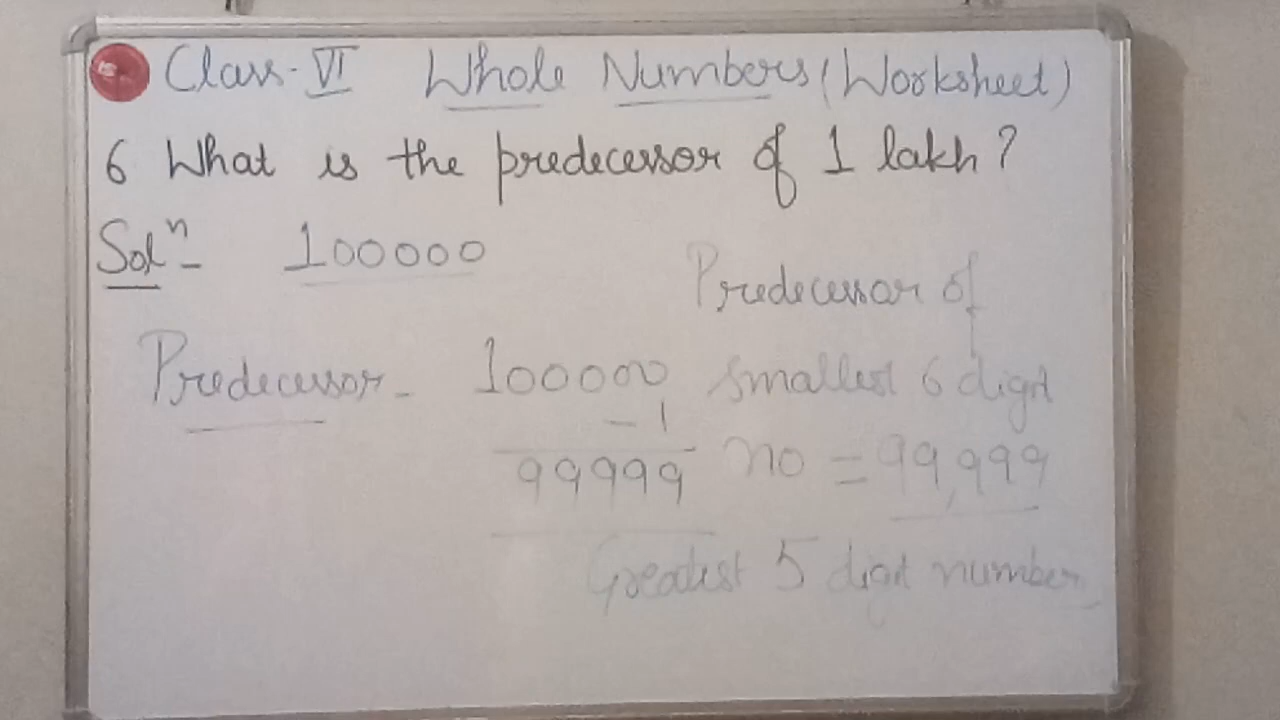 Class-VI Whole Numbers (Worksheet)
6 What is the predecessor of 1 lakh?
Solⁿ- 100000
Predecessor of
Predecessor- 100000 smallest 6 digit
-1
99999 no = 99,999
Greatest 5 digit number